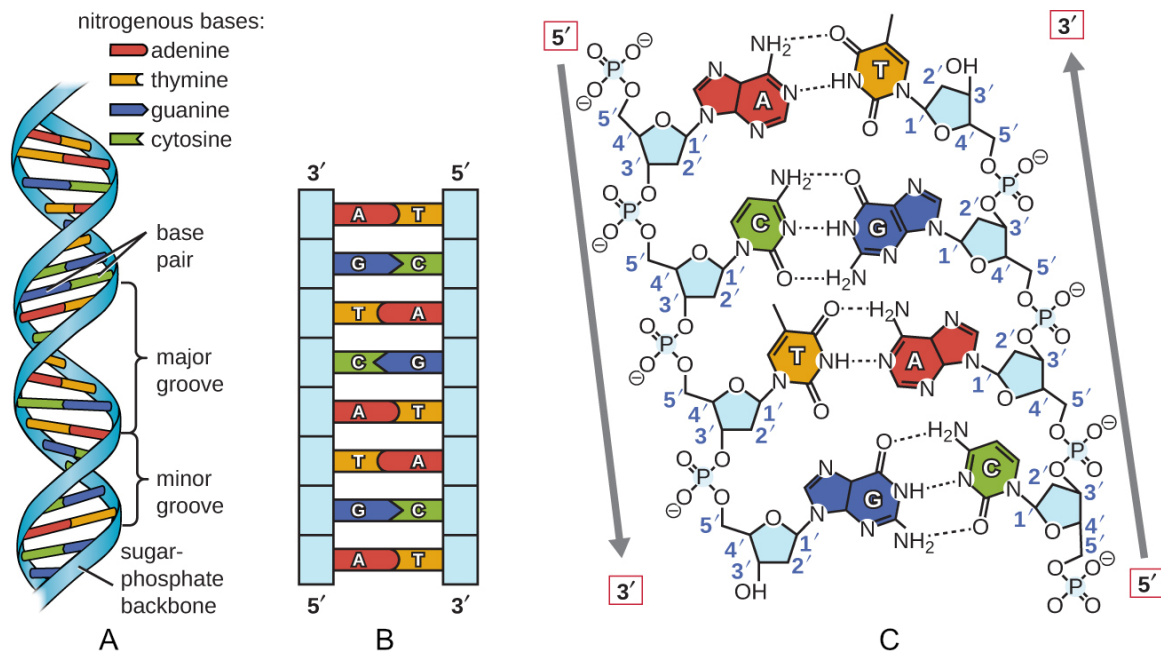 nitrogenous bases:
adenine
thymine
guanine
cytosine
base
pair
major
groove
minor
groove
sugar-
phosphate
backbone
A
3′ 5′
A T
G C
T A
C G
A T
T A
G C
A T
5′ 3′
B
5′ 3′
O P O ⊖
⊖ O O
5′ 4′ 3′ 2′ 1′ O
N N N N NH₂ A
O HN N O T
OH 2′ 3′ 1′ 4′ 5′ O
O P O ⊖
O O
O P O
⊖ O O
5′ 4′ 3′ 2′ 1′ O
NH₂ N N O C
O HN H₂N N N N G
2′ 3′ 1′ 4′ 5′ O
O P O ⊖
O O
O P O
⊖ O O
5′ 4′ 3′ 2′ 1′ O
O NH N O T
H₂N N N N N A
2′ 3′ 1′ 4′ 5′ O
O P O ⊖
O O
O P O
⊖ O O
5′ 4′ 3′ 2′ 1′ O
OH
O NH N NH₂ N N G
H₂N N N O C
2′ 3′ 1′ 4′ 5′ O
O P O ⊖
O O ⊖
3′ 5′
C